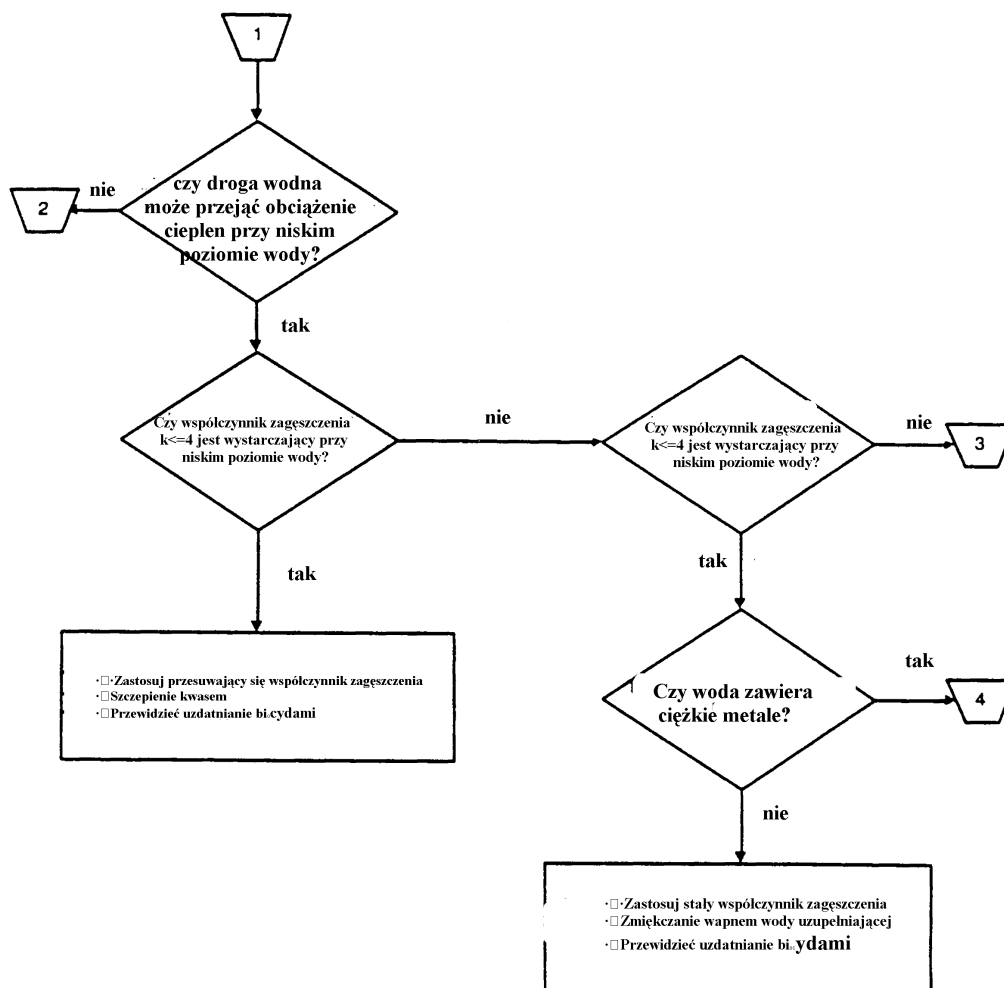 1
czy droga wodna
może przejąć obciążenie
cieplen przy niskim
poziomie wody?
nie
2
tak
Czy współczynnik zagęszczenia
k<=4 jest wystarczający przy
niskim poziomie wody?
nie
Czy współczynnik zagęszczenia
k<=4 jest wystarczający przy
niskim poziomie wody?
nie
3
tak
tak
·Zastosuj przesuwający się współczynnik zagęszczenia
Szczepienie kwasem
Przewidzieć uzdatnianie biocydami
Czy woda zawiera
ciężkie metale?
tak
4
nie
·Zastosuj stały współczynnik zagęszczenia
Zmiękczanie wapnem wody uzupełniającej
Przewidzieć uzdatnianie biocydami